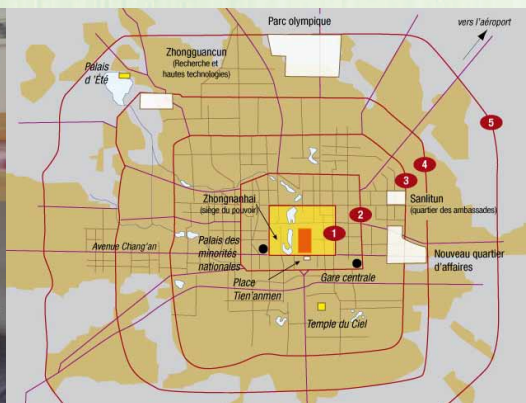 Parc olympique
vers l'aéroport
Zhongguancun
(Recherche et
hautes technologies)
Palais
d'Été
5
4
3
Sanlitun
(quartier des ambassades)
Zhongnanhai
(siège du pouvoir)
2
1
Avenue Chang'an
Palais des
minorités
nationales
Nouveau quartier
d'affaires
Place
Tien'anmen
Gare centrale
Temple du Ciel